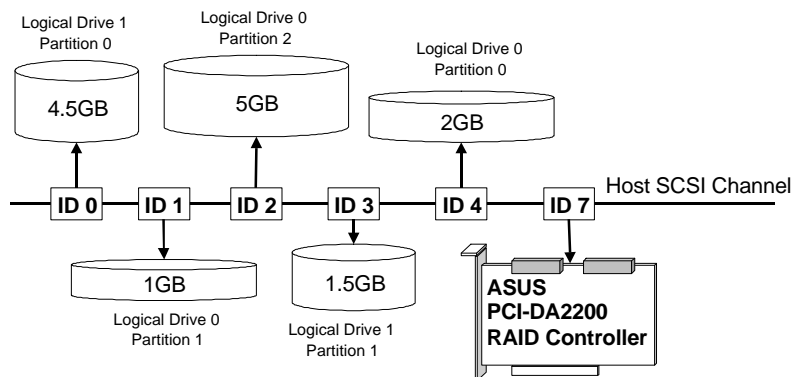 Logical Drive 1
Partition 0
4.5GB
Logical Drive 0
Partition 2
5GB
Logical Drive 0
Partition 0
2GB
Host SCSI Channel
ID 0
ID 1
ID 2
ID 3
ID 4
ID 7
1GB
Logical Drive 0
Partition 1
1.5GB
Logical Drive 1
Partition 1
ASUS
PCI-DA2200
RAID Controller